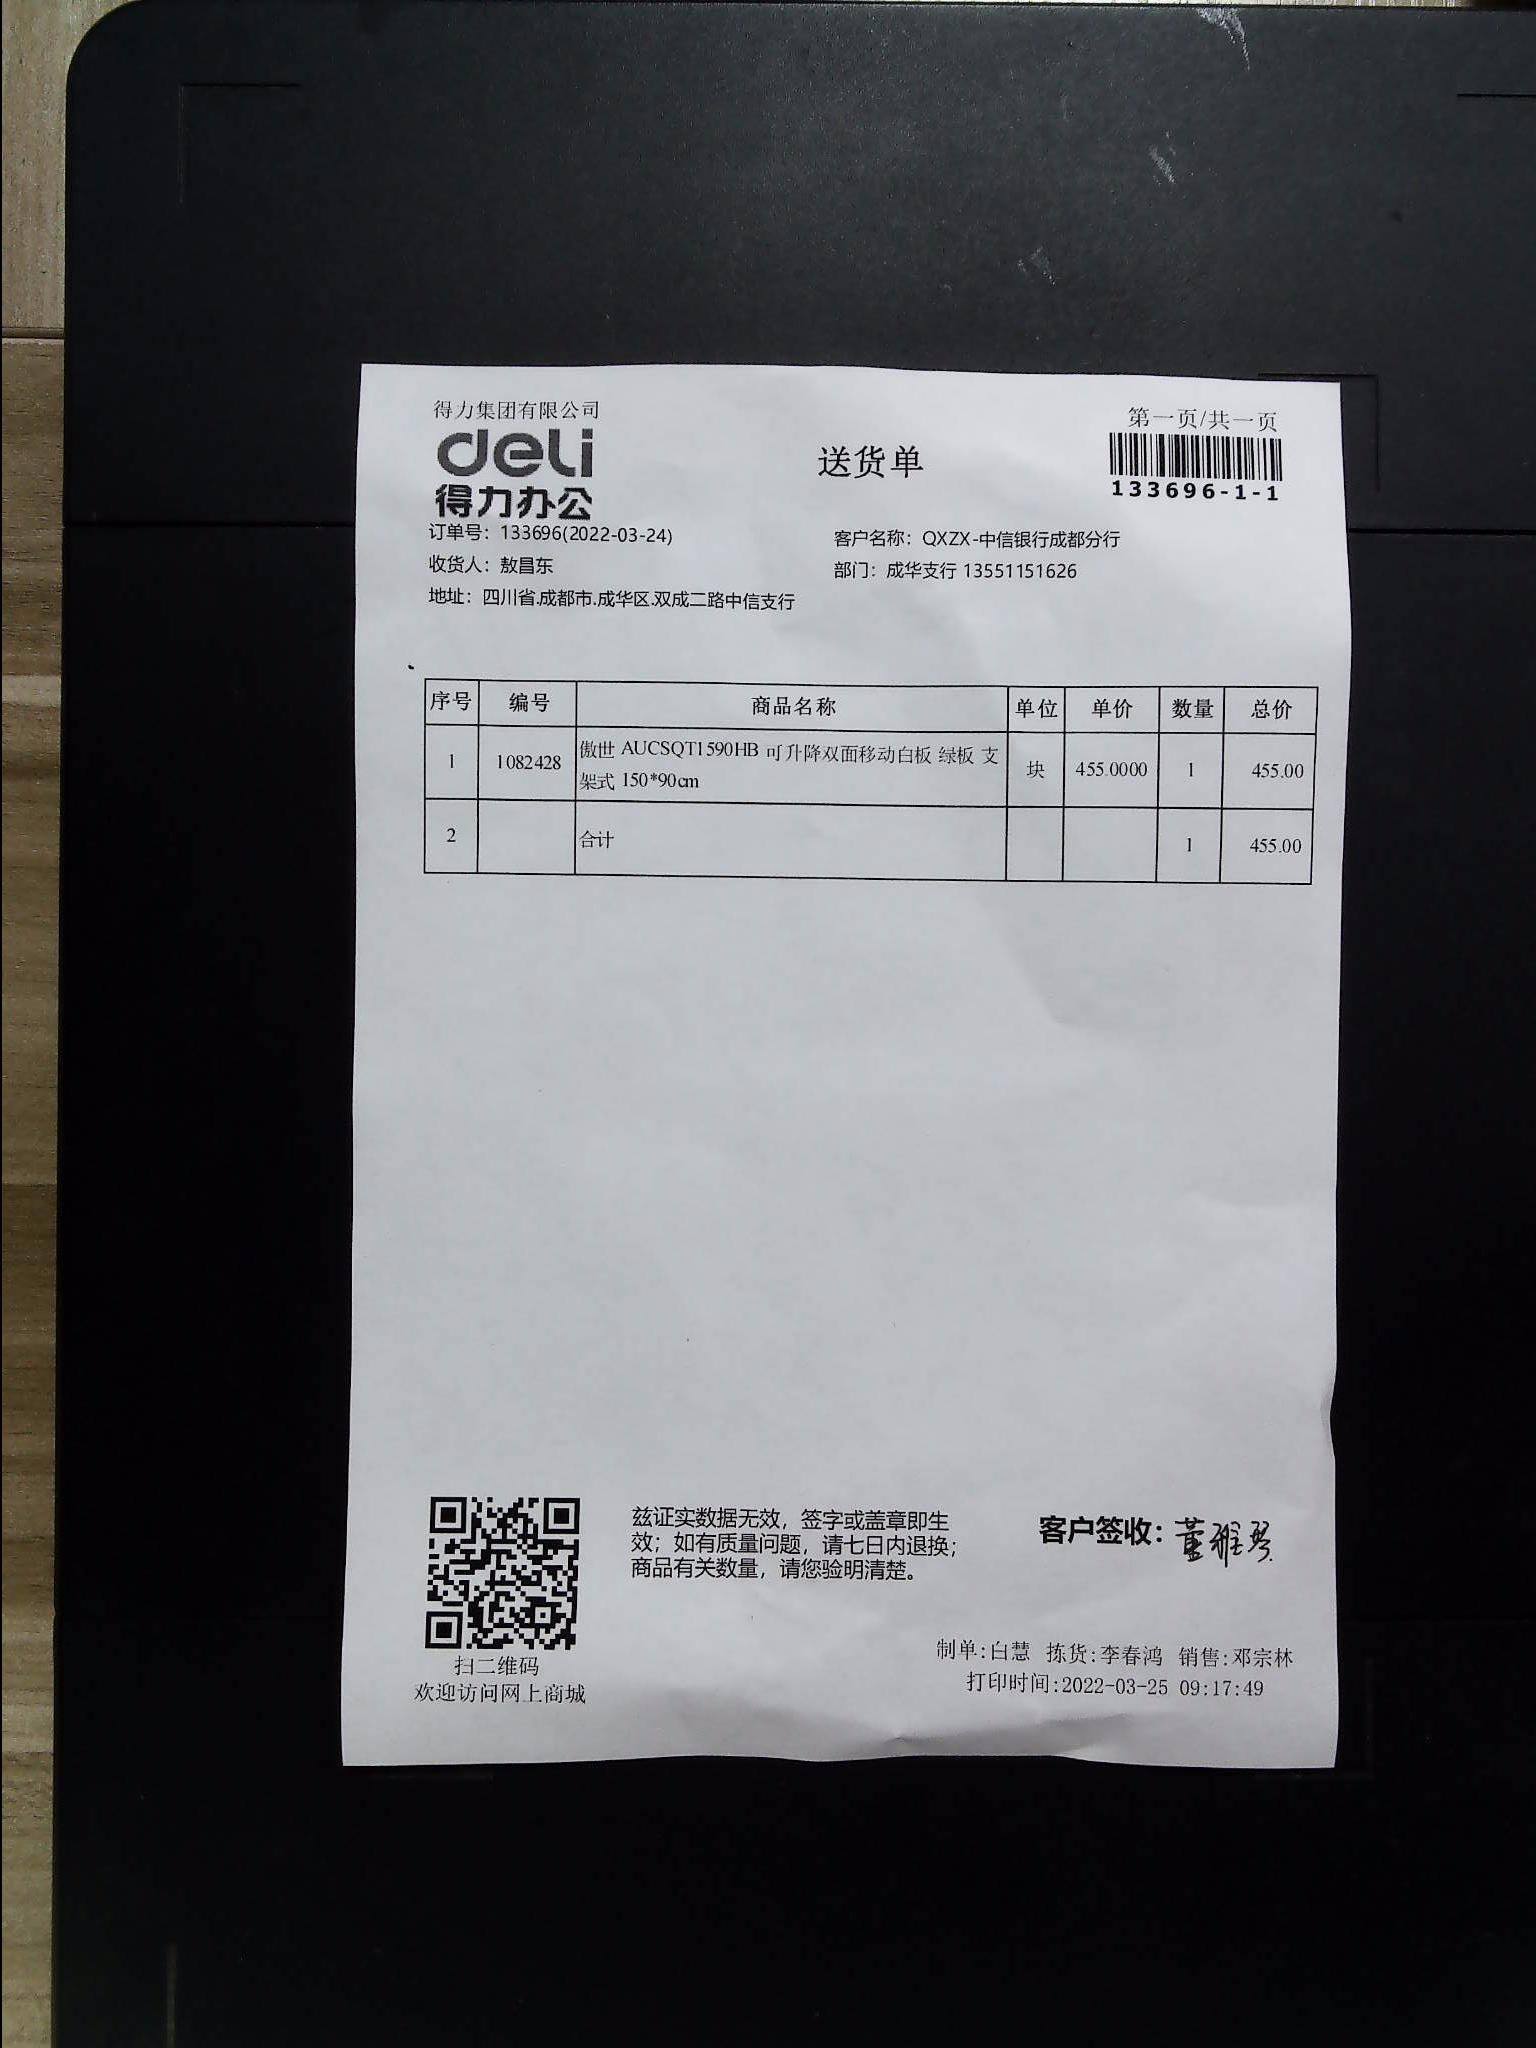 得力集团有限公司
deli
得力办公
送货单
第一页/共一页
133696-1-1
订单号：133696(2022-03-24)
客户名称：QXZX-中信银行成都分行
收货人：敖昌东
部门：成华支行 13551151626
地址：四川省.成都市.成华区.双成二路中信支行
序号 编号 商品名称 单位 单价 数量 总价
1 1082428 傲世 AUCSQT1590HB 可升降双面移动白板 绿板 支
架式 150*90cm 块 455.0000 1 455.00
2 合计 1 455.00
兹证实数据无效，签字或盖章即生
效；如有质量问题，请七日内退换；
商品有关数量，请您验明清楚。
客户签收：董雅琴
扫二维码
欢迎访问网上商城
制单:白慧 拣货:李春鸿 销售:邓宗林
打印时间:2022-03-25 09:17:49